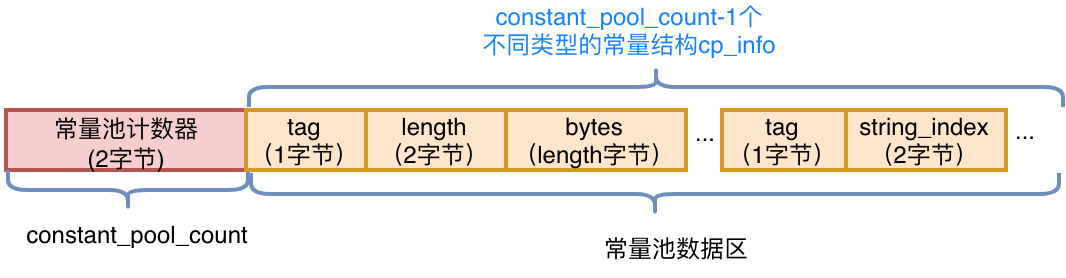 constant_pool_count-1个
不同类型的常量结构cp_info
常量池计数器
(2字节)
tag
(1字节)
length
(2字节)
bytes
(length字节)
...
tag
(1字节)
string_index
(2字节)
...
constant_pool_count
常量池数据区